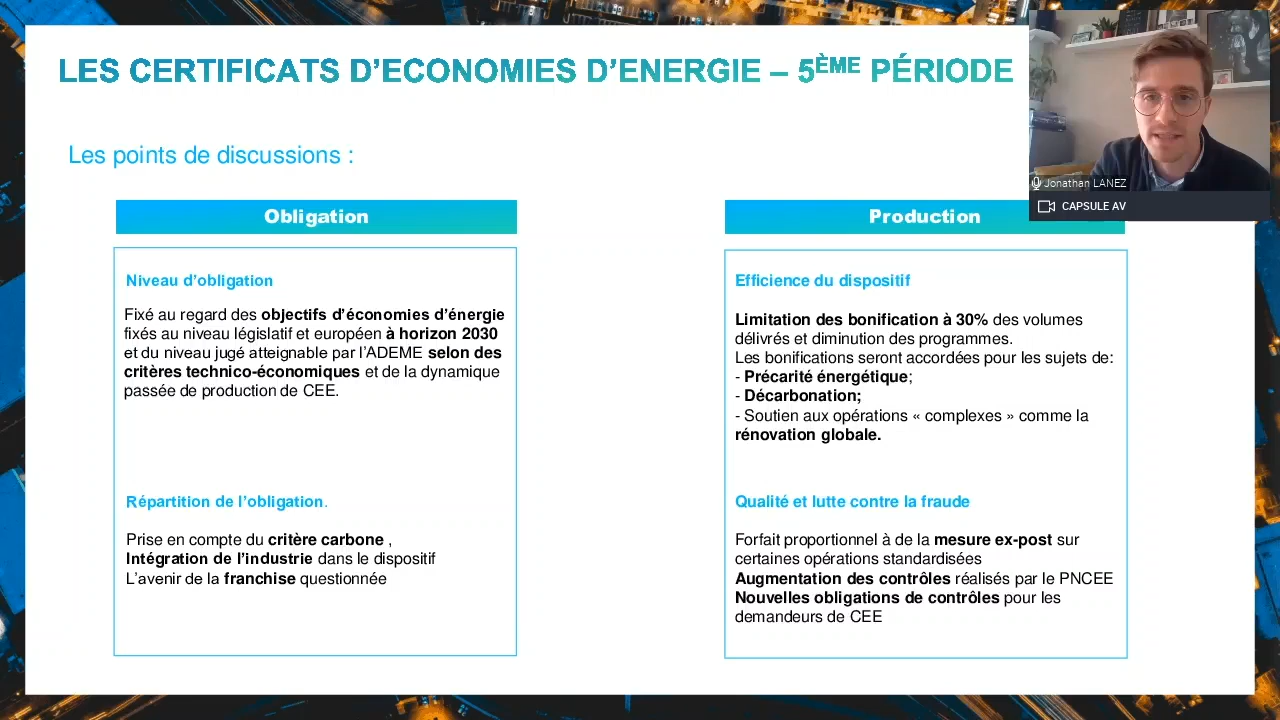 LES CERTIFICATS D’ECONOMIES D’ENERGIE – 5ÈME PÉRIODE
Jonathan LANEZ
CAPSULE AV
Les points de discussions :
Obligation
Niveau d’obligation
Fixé au regard des objectifs d’économies d’énergie
fixés au niveau législatif et européen à horizon 2030
et du niveau jugé atteignable par l’ADEME selon des
critères technico-économiques et de la dynamique
passée de production de CEE.
Répartition de l’obligation.
Prise en compte du critère carbone ,
Intégration de l’industrie dans le dispositif
L’avenir de la franchise questionnée
Production
Efficience du dispositif
Limitation des bonification à 30% des volumes
délivrés et diminution des programmes.
Les bonifications seront accordées pour les sujets de:
- Précarité énergétique;
- Décarbonation;
- Soutien aux opérations « complexes » comme la
rénovation globale.
Qualité et lutte contre la fraude
Forfait proportionnel à de la mesure ex-post sur
certaines opérations standardisées
Augmentation des contrôles réalisés par le PNCEE
Nouvelles obligations de contrôles pour les
demandeurs de CEE